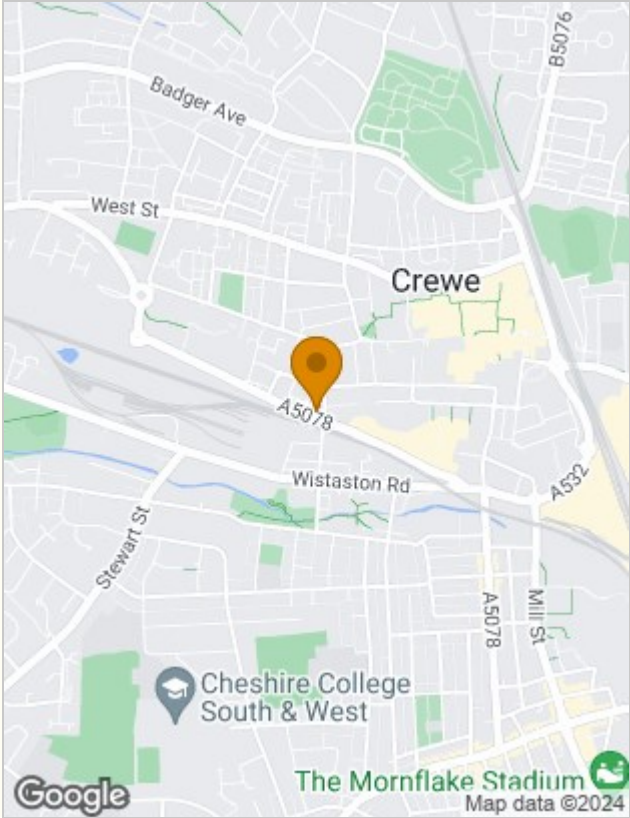 B5076
Badger Ave
West St
Crewe
A5078
Wistaston Rd
A532
Stewart St
A5078
Mill St
Cheshire College
South & West
The Mornflake Stadium
Google
Map data ©2024